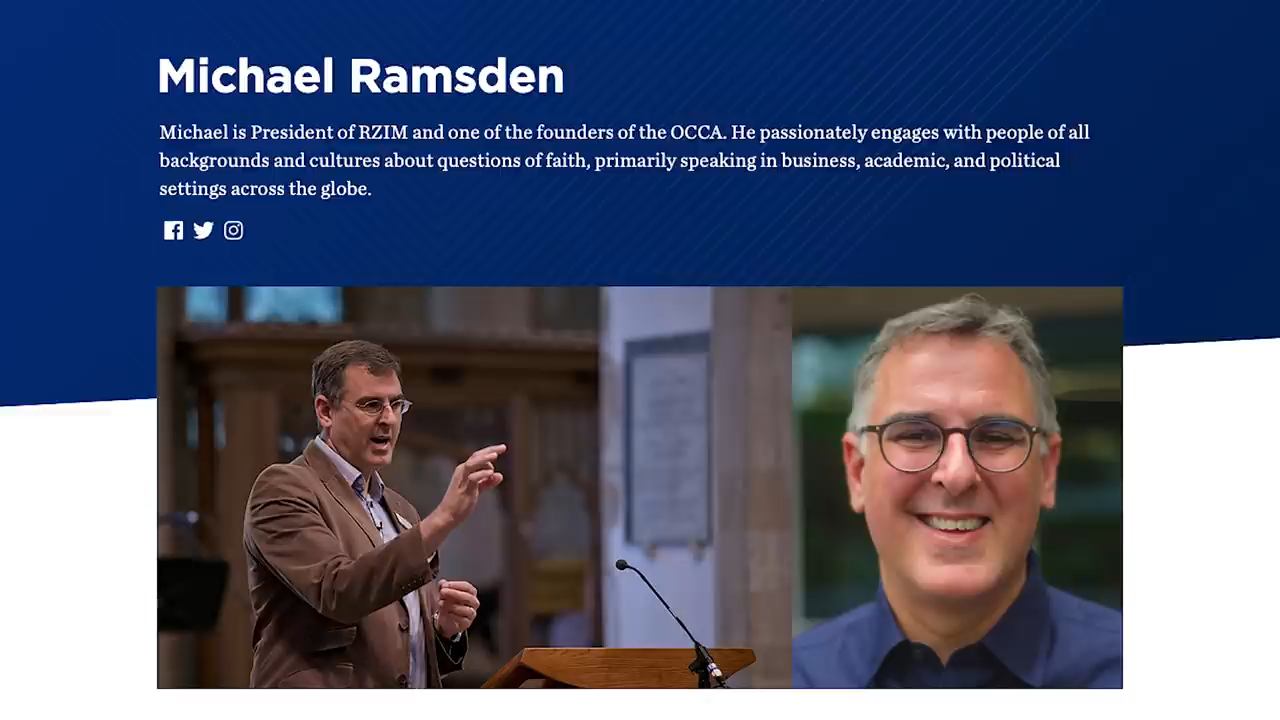 Michael Ramsden
Michael is President of RZIM and one of the founders of the OCCA. He passionately engages with people of all
backgrounds and cultures about questions of faith, primarily speaking in business, academic, and political
settings across the globe.